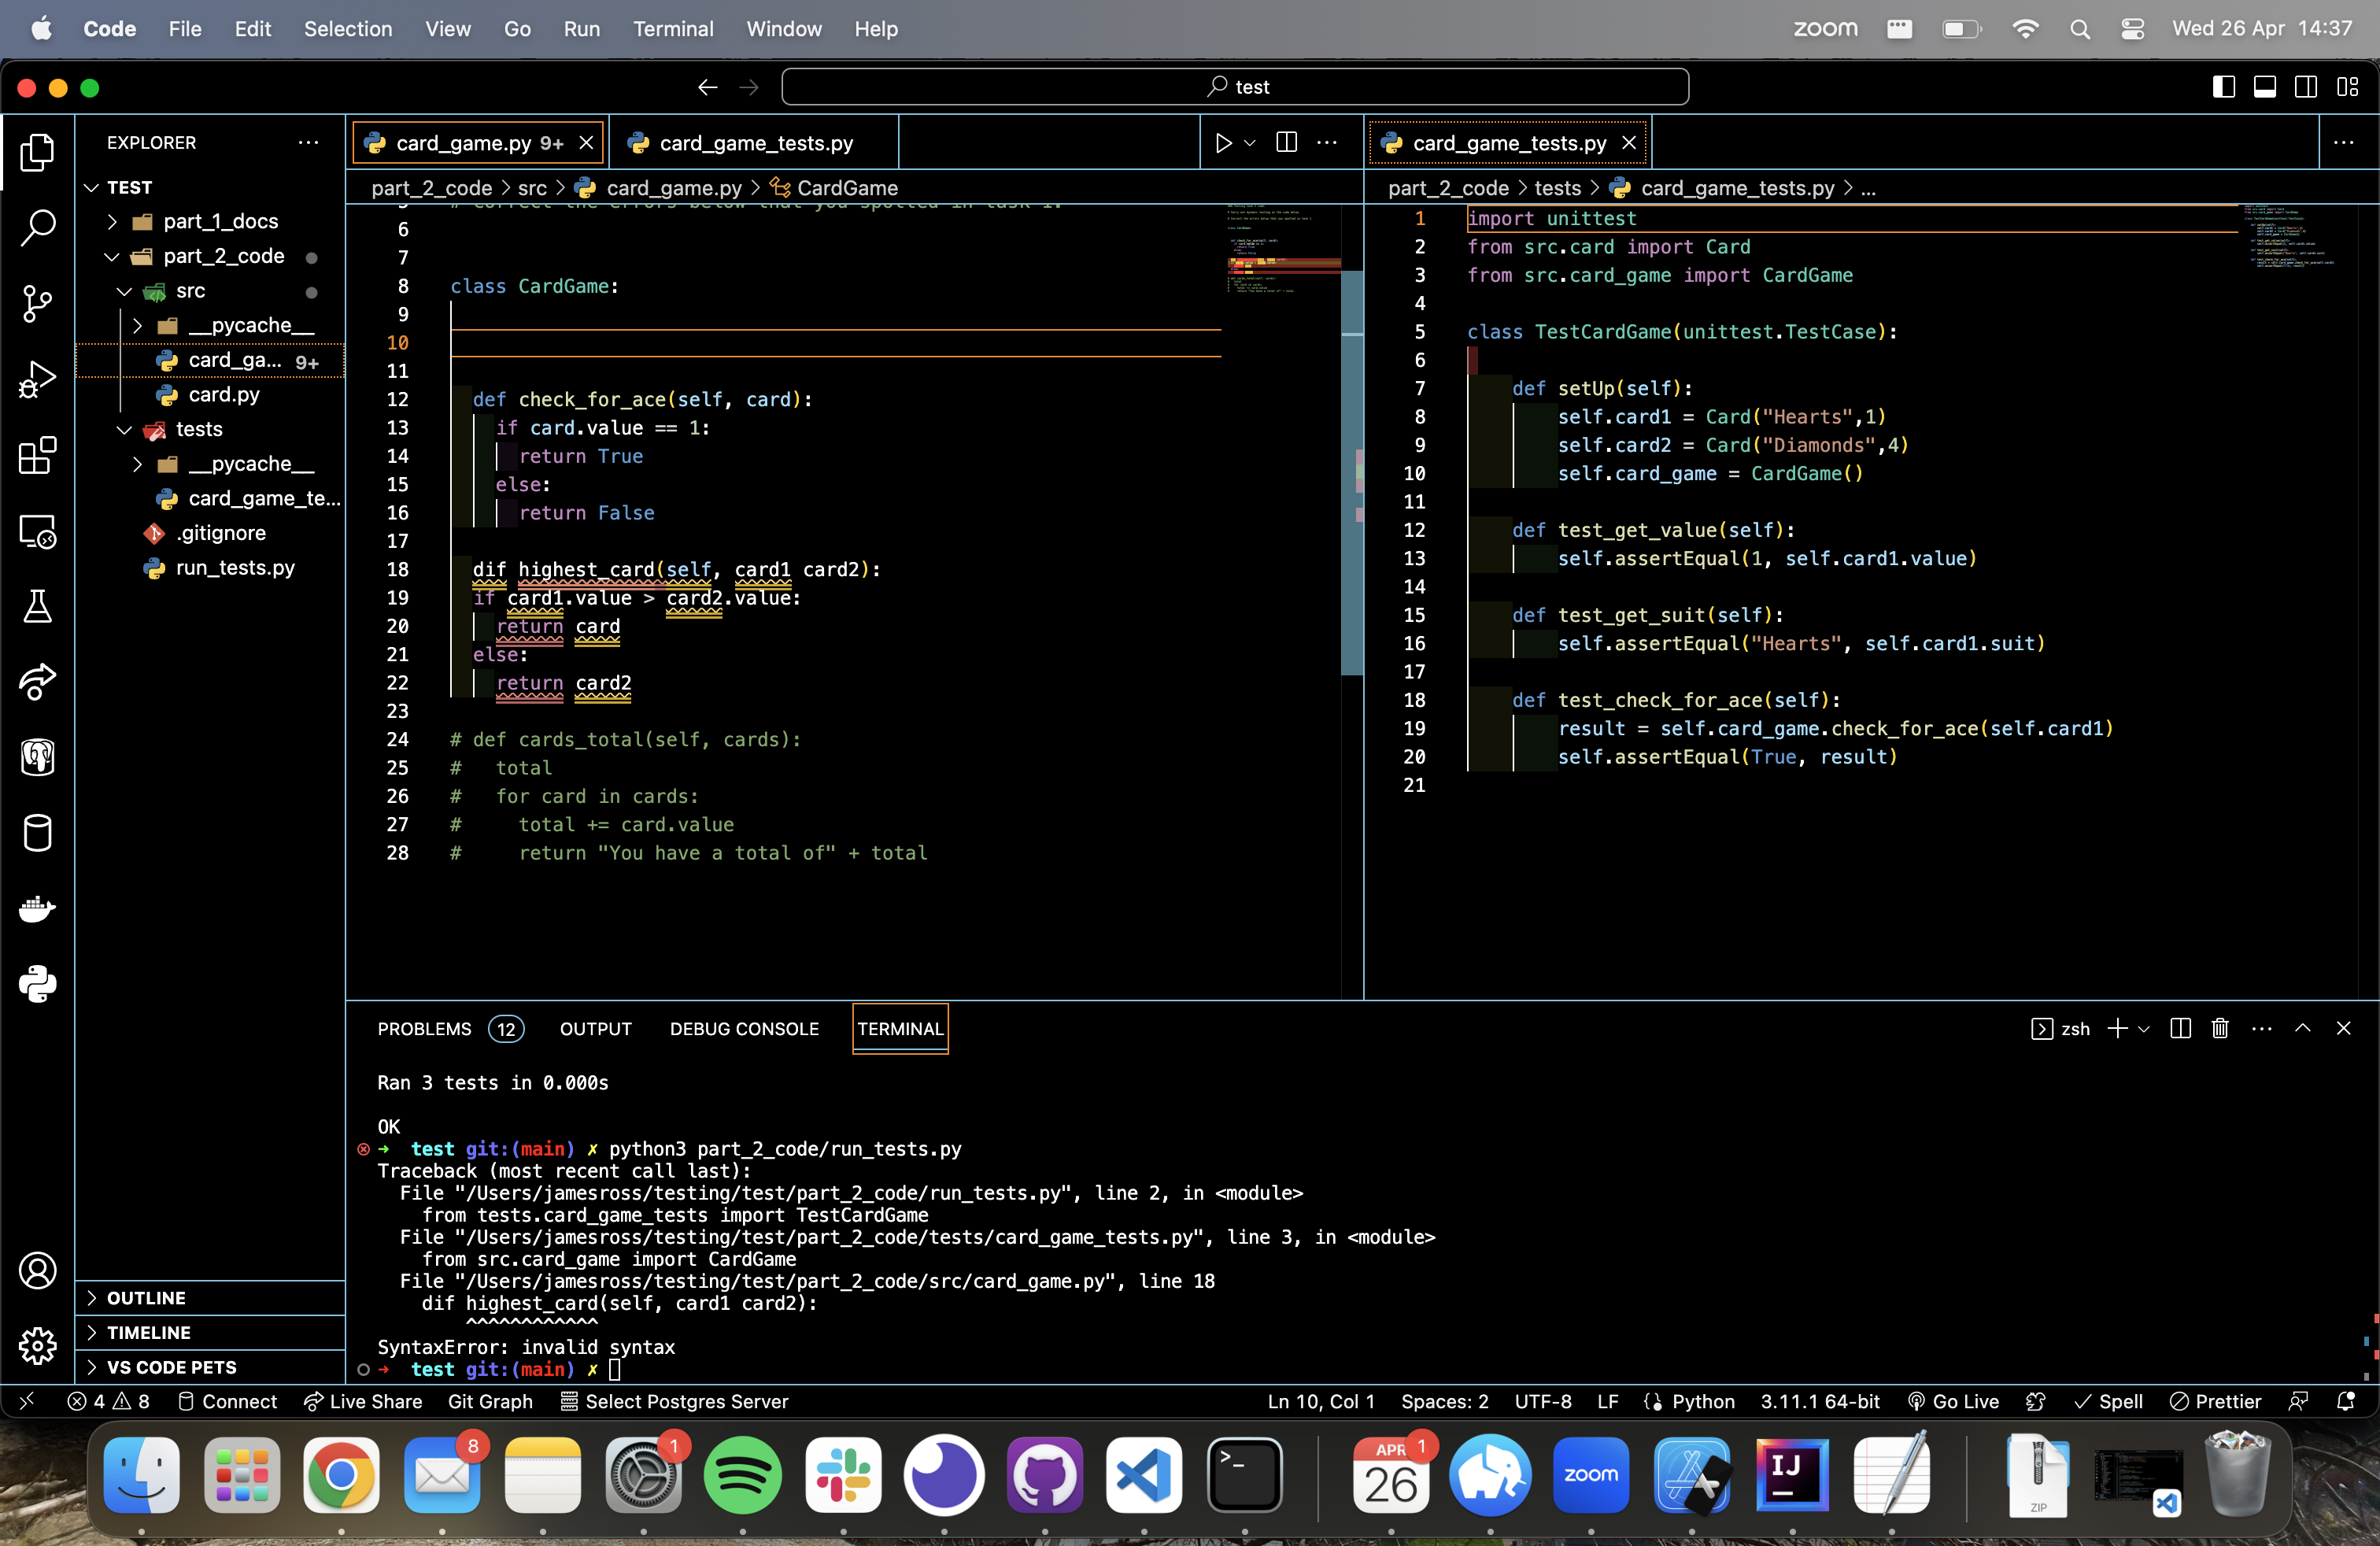 Code File Edit Selection View Go Run Terminal Window Help zoom Wed 26 Apr 14:37
test
EXPLORER
TEST
part_1_docs
part_2_code
src
__pycache__
card_ga... 9+
card.py
tests
__pycache__
card_game_te...
.gitignore
run_tests.py
OUTLINE
TIMELINE
VS CODE PETS
card_game.py 9+
card_game_tests.py
part_2_code > src > card_game.py > CardGame
5 # Correct the errors below that you spotted in task 1.
6
7
8 class CardGame:
9
10
11
12 def check_for_ace(self, card):
13 if card.value == 1:
14 return True
15 else:
16 return False
17
18 dif highest_card(self, card1 card2):
19 if card1.value > card2.value:
20 return card
21 else:
22 return card2
23
24 # def cards_total(self, cards):
25 # total
26 # for card in cards:
27 # total += card.value
28 # return "You have a total of" + total
card_game_tests.py
part_2_code > tests > card_game_tests.py > ...
1 import unittest
2 from src.card import Card
3 from src.card_game import CardGame
4
5 class TestCardGame(unittest.TestCase):
6
7 def setUp(self):
8 self.card1 = Card("Hearts",1)
9 self.card2 = Card("Diamonds",4)
10 self.card_game = CardGame()
11
12 def test_get_value(self):
13 self.assertEqual(1, self.card1.value)
14
15 def test_get_suit(self):
16 self.assertEqual("Hearts", self.card1.suit)
17
18 def test_check_for_ace(self):
19 result = self.card_game.check_for_ace(self.card1)
20 self.assertEqual(True, result)
21
PROBLEMS 12 OUTPUT DEBUG CONSOLE TERMINAL zsh
Ran 3 tests in 0.000s
OK
➜ test git:(main) ✗ python3 part_2_code/run_tests.py
Traceback (most recent call last):
File "/Users/jamesross/testing/test/part_2_code/run_tests.py", line 2, in <module>
from tests.card_game_tests import TestCardGame
File "/Users/jamesross/testing/test/part_2_code/tests/card_game_tests.py", line 3, in <module>
from src.card_game import CardGame
File "/Users/jamesross/testing/test/part_2_code/src/card_game.py", line 18
dif highest_card(self, card1 card2):
^^^^^^^^^^^^
SyntaxError: invalid syntax
➜ test git:(main) ✗
4 8 Connect Live Share Git Graph Select Postgres Server Ln 10, Col 1 Spaces: 2 UTF-8 LF Python 3.11.1 64-bit Go Live Spell Prettier
8 1 >_ APR 26 1 zoom IJ ZIP